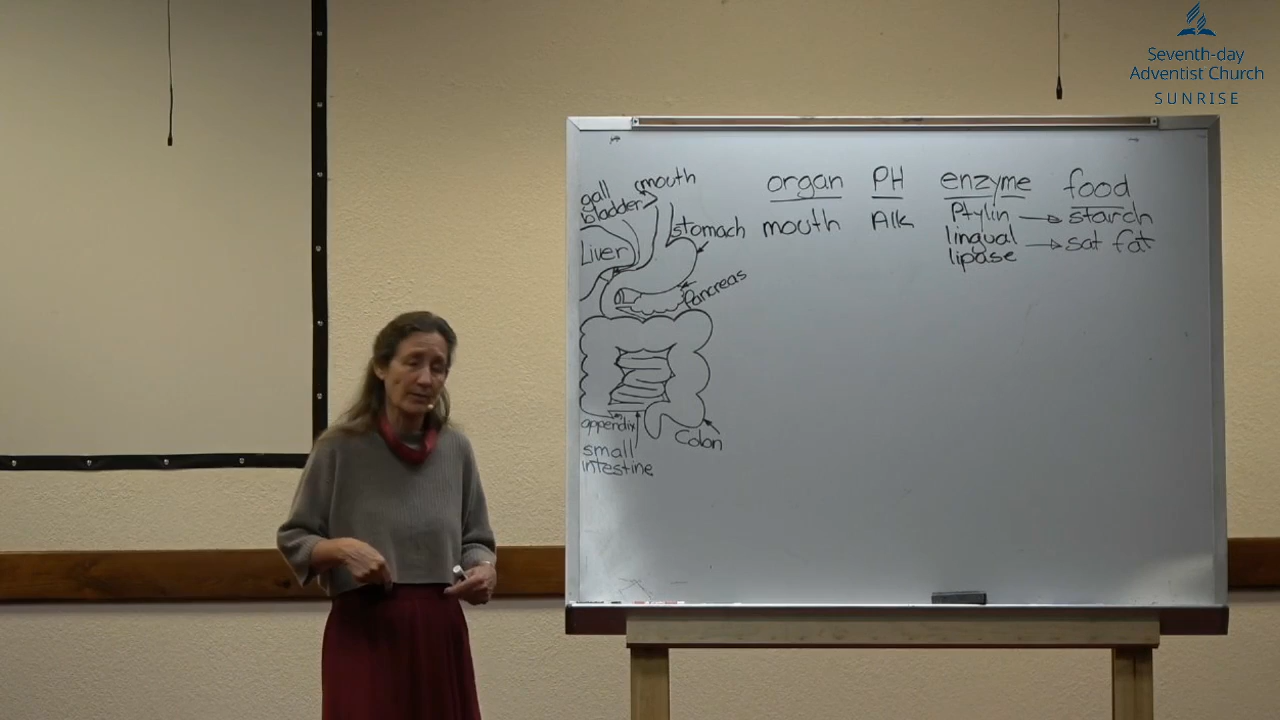 Seventh-day
Adventist Church
SUNRISE
organ PH enzyme food
mouth Alk Ptylin starch
lingual sat fat
lipase
mouth
gall
bladder
stomach
Liver
Pancreas
appendix
Colon
small
intestine